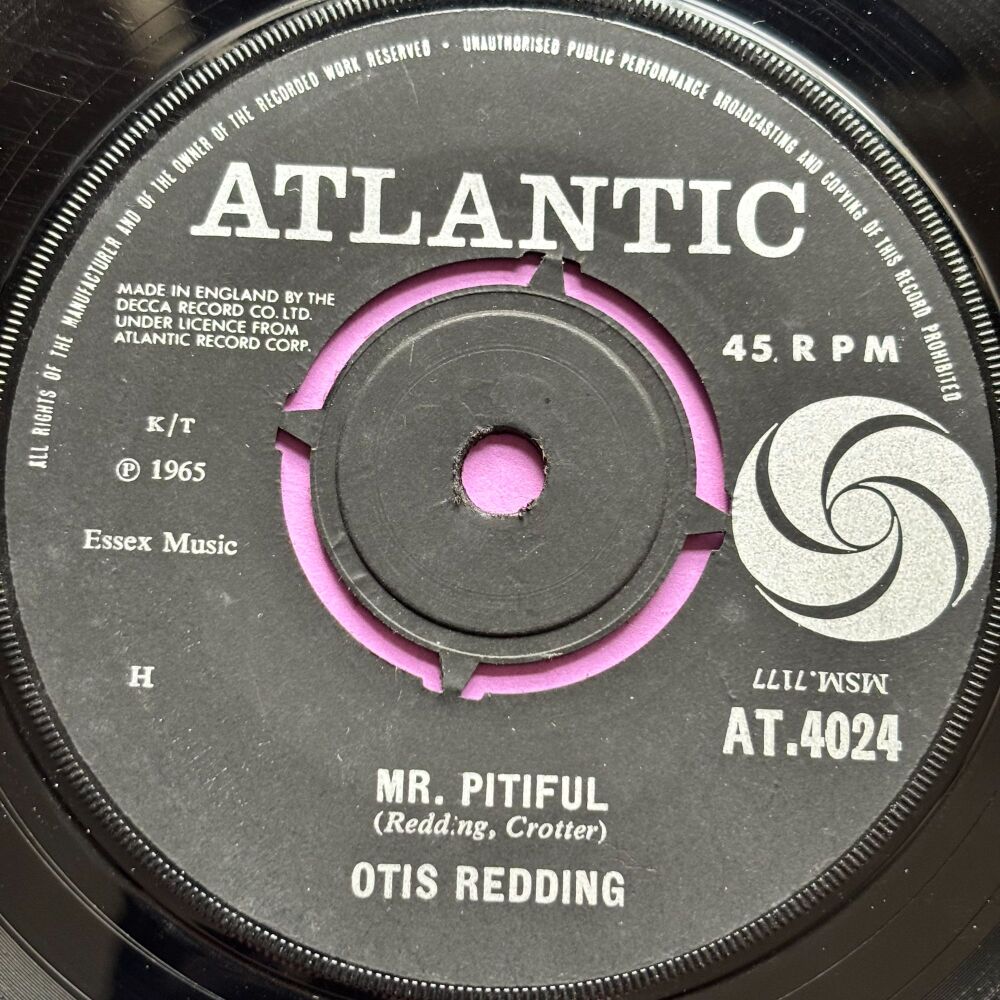 ALL RIGHTS OF THE MANUFACTURER AND OF THE OWNER OF THE RECORDED WORK RESERVED • UNAUTHORISED PUBLIC PERFORMANCE BROADCASTING AND COPYING OF THIS RECORD PROHIBITED
ATLANTIC
MADE IN ENGLAND BY THE
DECCA RECORD CO. LTD.
UNDER LICENCE FROM
ATLANTIC RECORD CORP.
45. R P M
K/T
℗ 1965
Essex Music
H
MSM.7177
AT.4024
MR. PITIFUL
(Redding, Crotter)
OTIS REDDING